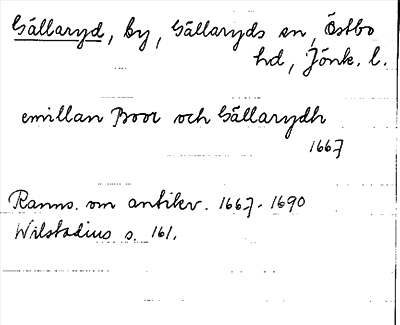 Gällaryd, by, Gällaryds sn, Östbo
hd, Jönk. l.
emillan Boor och Gällarydh
1667
Ranns. om antikv. 1667-1690
Wilstadius s. 161.